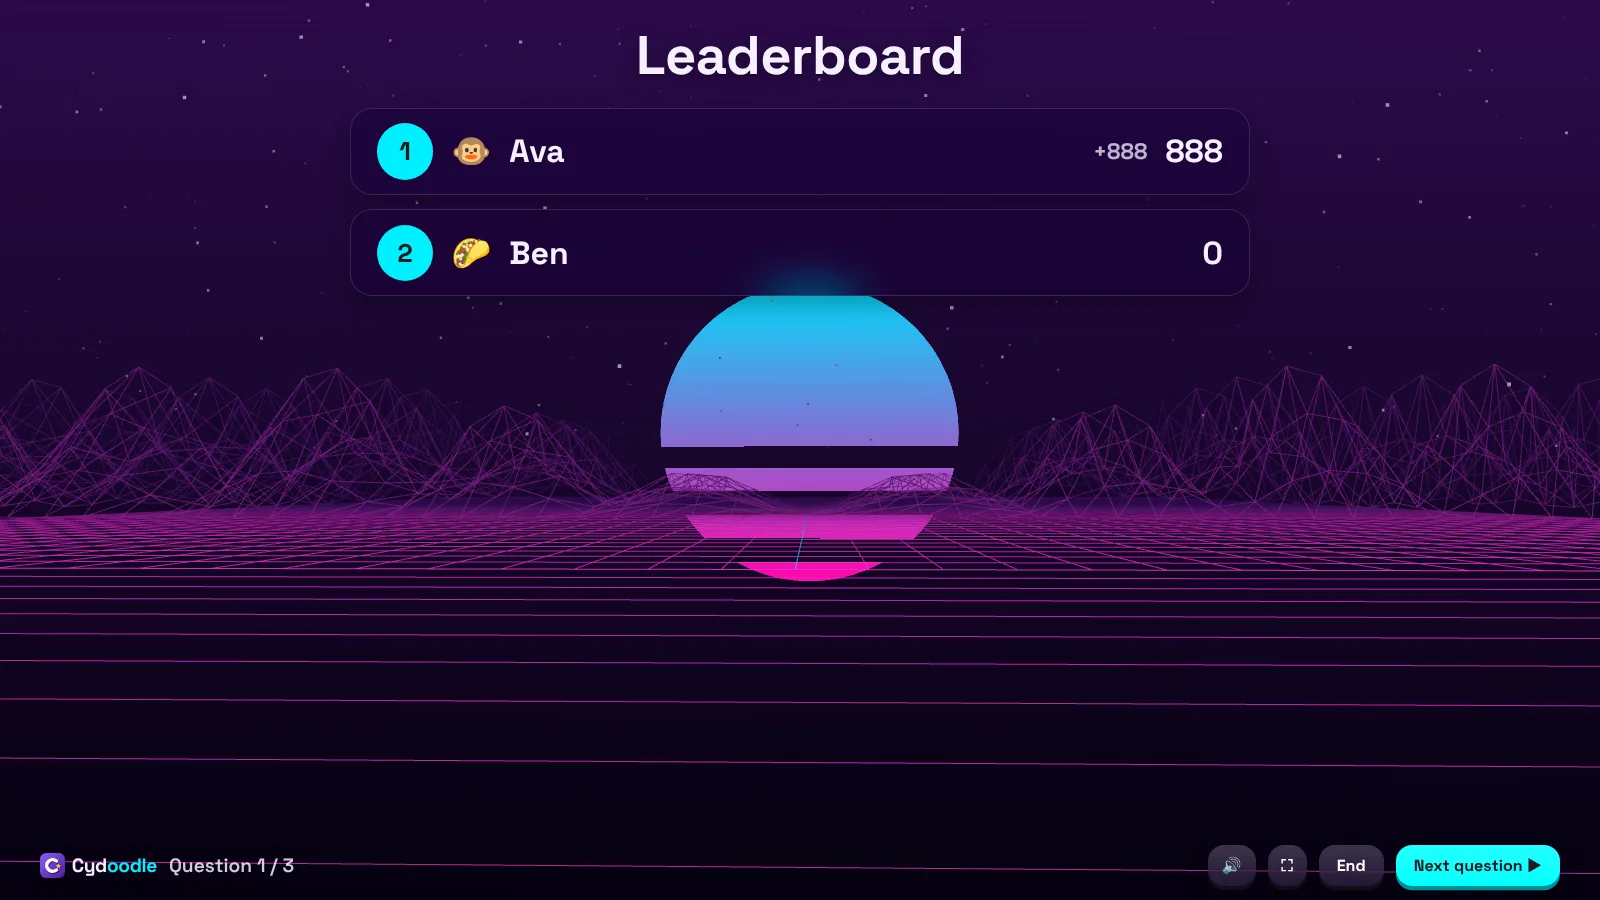 Leaderboard
1 Ava +888 888
2 Ben 0
Cydoodle Question 1 / 3
End
Next question ▶